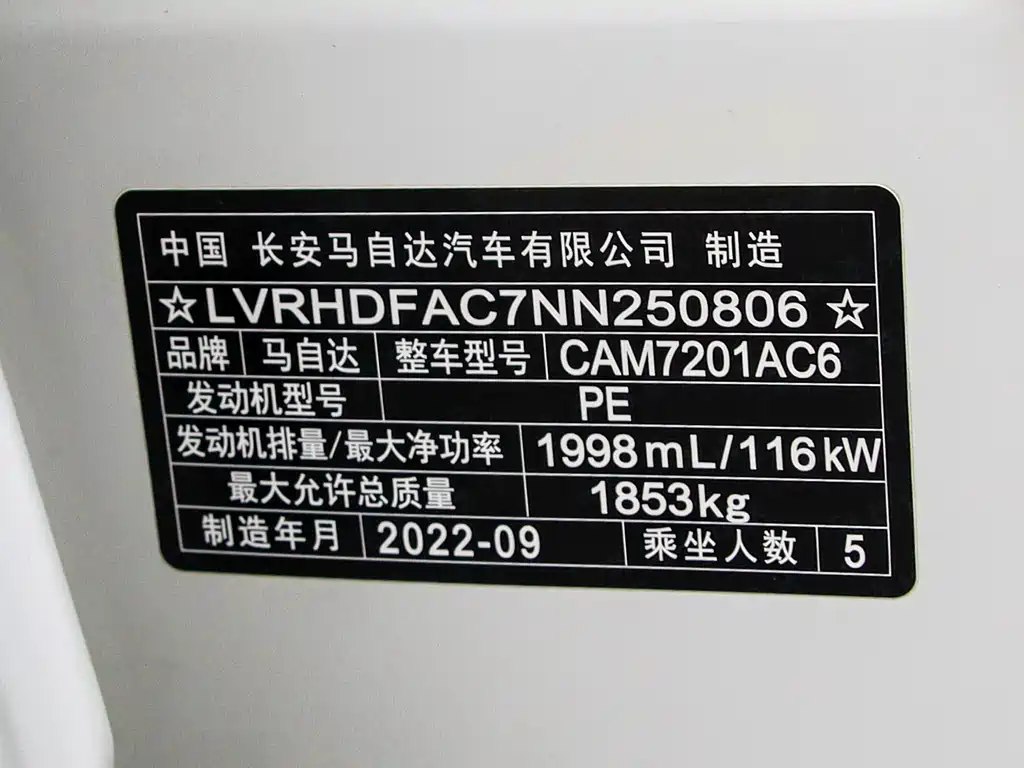 中国 长安马自达汽车有限公司 制造
☆LVRHDFAC7NN250806☆
品牌 马自达 整车型号 CAM7201AC6
发动机型号 PE
发动机排量/最大净功率 1998mL/116kW
最大允许总质量 1853kg
制造年月 2022-09 乘坐人数 5